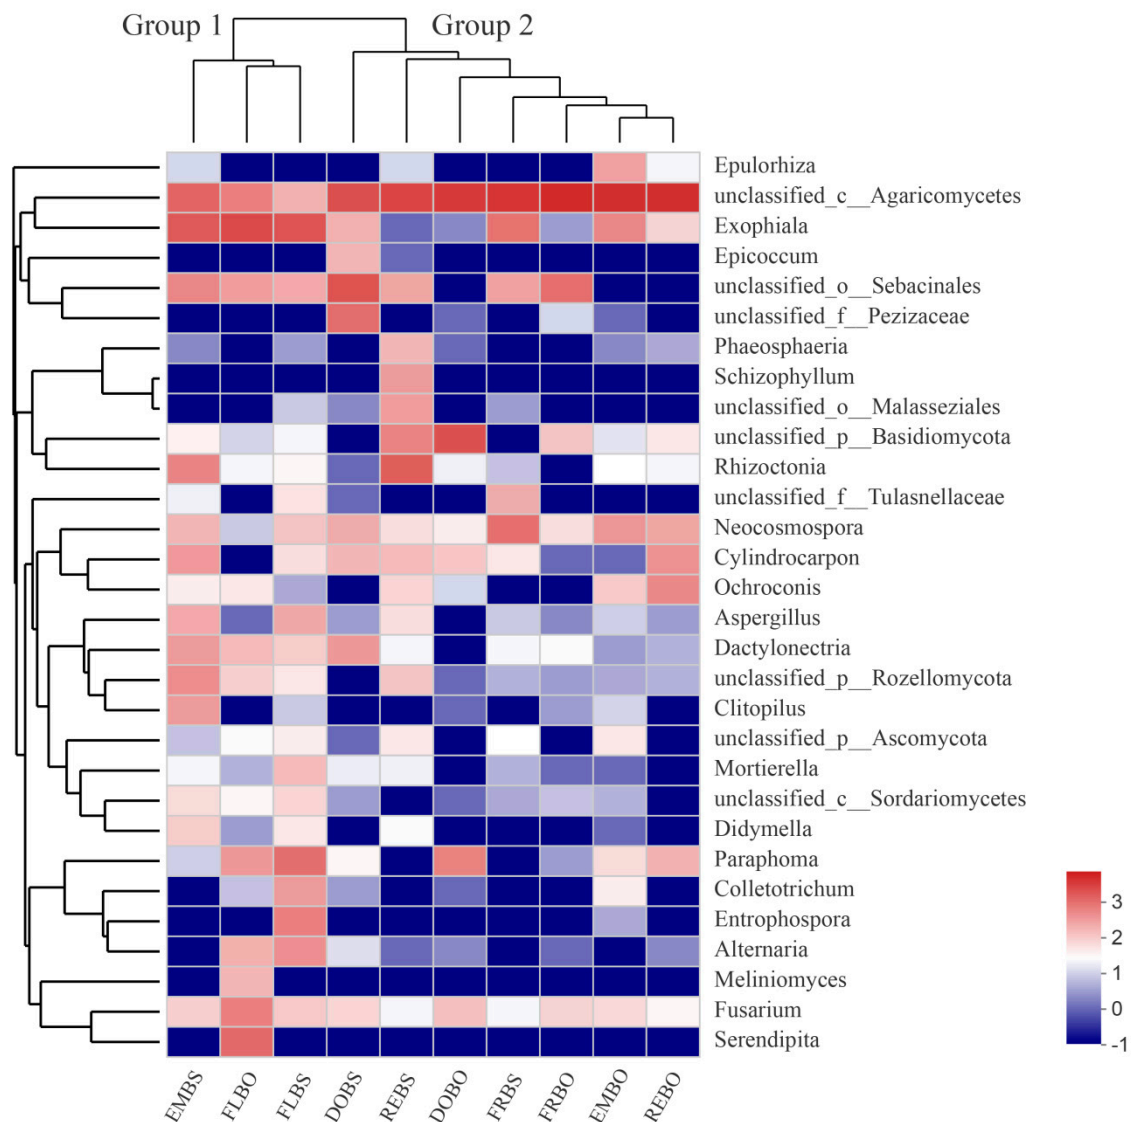 Group 1 Group 2
Epulorhiza
unclassified_c__Agaricomycetes
Exophiala
Epicoccum
unclassified_o__Sebacinales
unclassified_f__Pezizaceae
Phaeosphaeria
Schizophyllum
unclassified_o__Malasseziales
unclassified_p__Basidiomycota
Rhizoctonia
unclassified_f__Tulasnellaceae
Neocosmospora
Cylindrocarpon
Ochroconis
Aspergillus
Dactylonectria
unclassified_p__Rozellomycota
Clitopilus
unclassified_p__Ascomycota
Mortierella
unclassified_c__Sordariomycetes
Didymella
Paraphoma
Colletotrichum
Entrophospora
Alternaria
Meliniomyces
Fusarium
Serendipita
3
2
1
0
-1
EMBS FLBO FLBS DOBS REBS DOBO FRBS FRBO EMBO REBO